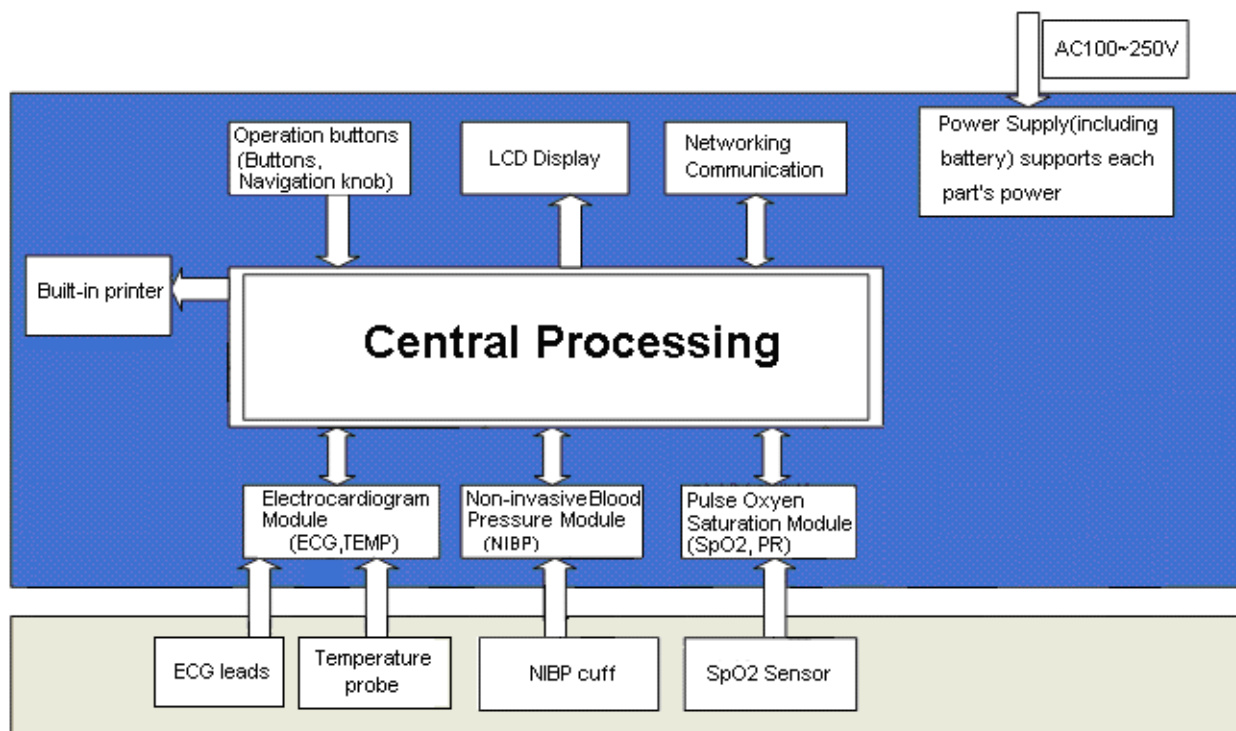 AC100~250V
Operation buttons
(Buttons,
Navigation knob)
LCD Display
Networking
Communication
Power Supply(including
battery) supports each
part's power
Built-in printer
Central Processing
Electrocardiogram
Module
(ECG,TEMP)
Non-invasive Blood
Pressure Module
(NIBP)
Pulse Oxyen
Saturation Module
(SpO2, PR)
ECG leads
Temperature
probe
NIBP cuff
SpO2 Sensor